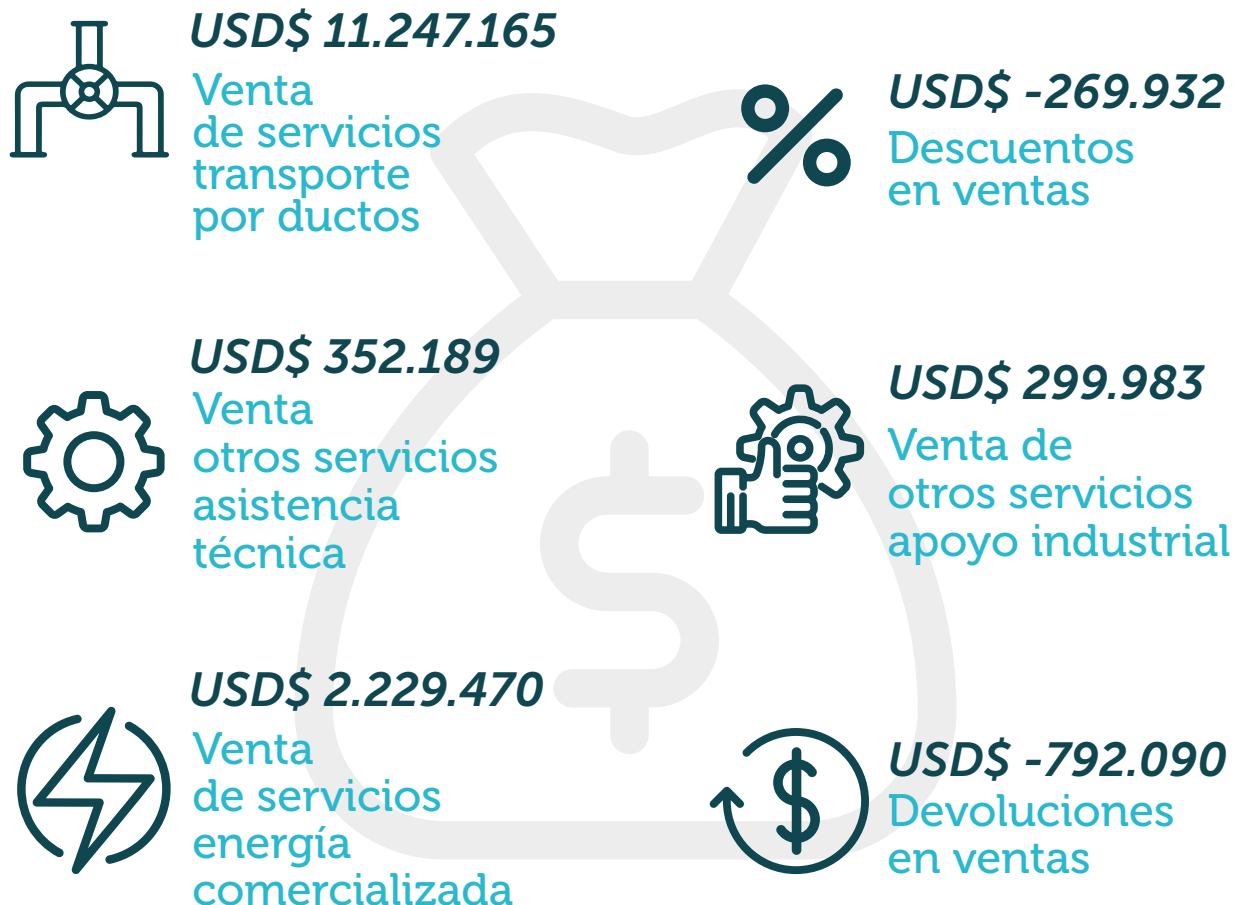 USD$ 11.247.165
Venta
de servicios
transporte
por ductos
USD$ 352.189
Venta
otros servicios
asistencia
técnica
USD$ 2.229.470
Venta
de servicios
energía
comercializada
USD$ -269.932
Descuentos
en ventas
USD$ 299.983
Venta de
otros servicios
apoyo industrial
USD$ -792.090
Devoluciones
en ventas